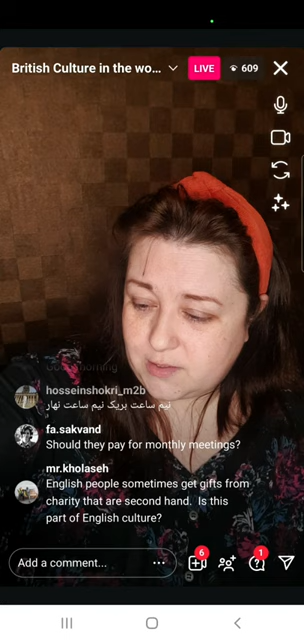 British Culture in the wo...
LIVE
609
Good morning
hosseinshokri_m2b
نیم ساعت بریک نیم ساعت نهار
fa.sakvand
Should they pay for monthly meetings?
mr.kholaseh
English people sometimes get gifts from
charity that are second hand. Is this
part of English culture?
Add a comment...
6
1